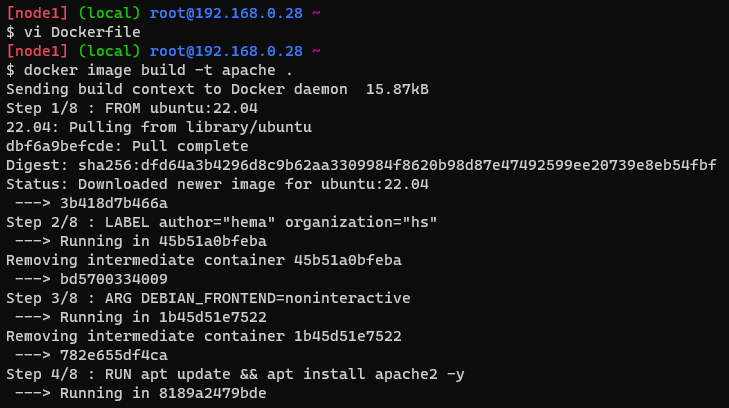 [node1] (local) root@192.168.0.28 ~
$ vi Dockerfile
[node1] (local) root@192.168.0.28 ~
$ docker image build -t apache .
Sending build context to Docker daemon  15.87kB
Step 1/8 : FROM ubuntu:22.04
22.04: Pulling from library/ubuntu
dbf6a9befcde: Pull complete
Digest: sha256:dfd64a3b4296d8c9b62aa3309984f8620b98d87e47492599ee20739e8eb54fbf
Status: Downloaded newer image for ubuntu:22.04
 ---> 3b418d7b466a
Step 2/8 : LABEL author="hema" organization="hs"
 ---> Running in 45b51a0bfeba
Removing intermediate container 45b51a0bfeba
 ---> bd5700334009
Step 3/8 : ARG DEBIAN_FRONTEND=noninteractive
 ---> Running in 1b45d51e7522
Removing intermediate container 1b45d51e7522
 ---> 782e655df4ca
Step 4/8 : RUN apt update && apt install apache2 -y
 ---> Running in 8189a2479bde